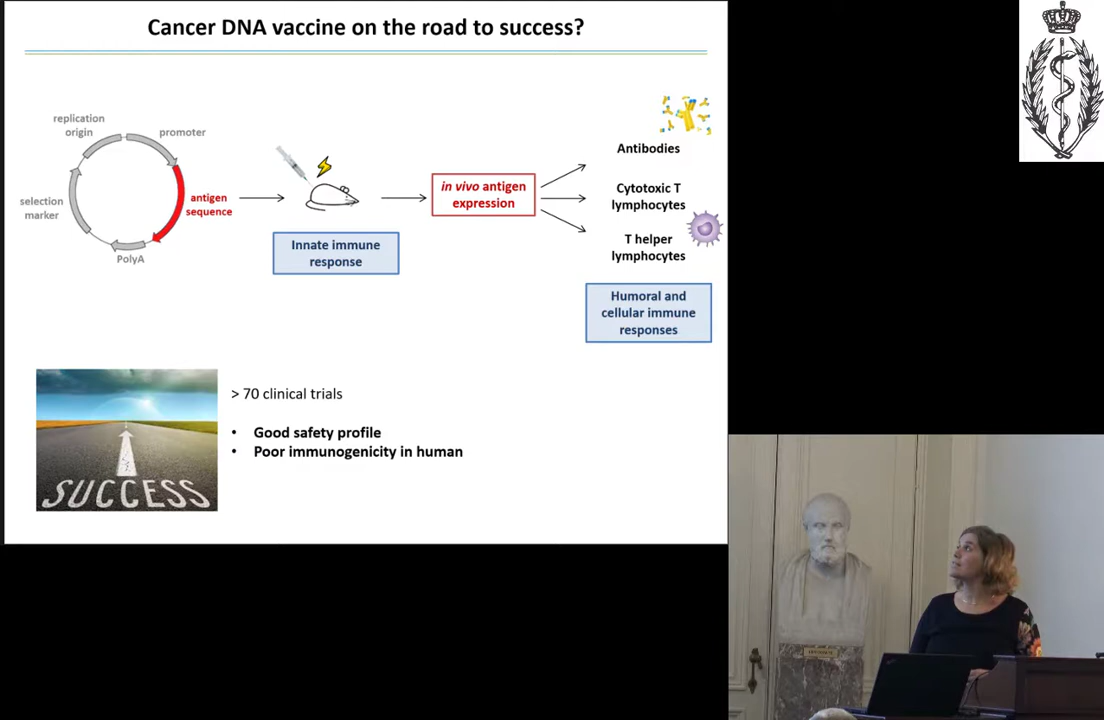 Cancer DNA vaccine on the road to success?
replication
origin
promoter
selection
marker
antigen
sequence
PolyA
Innate immune
response
in vivo antigen
expression
Antibodies
Cytotoxic T
lymphocytes
T helper
lymphocytes
Humoral and
cellular immune
responses
SUCCESS
> 70 clinical trials
• Good safety profile
• Poor immunogenicity in human